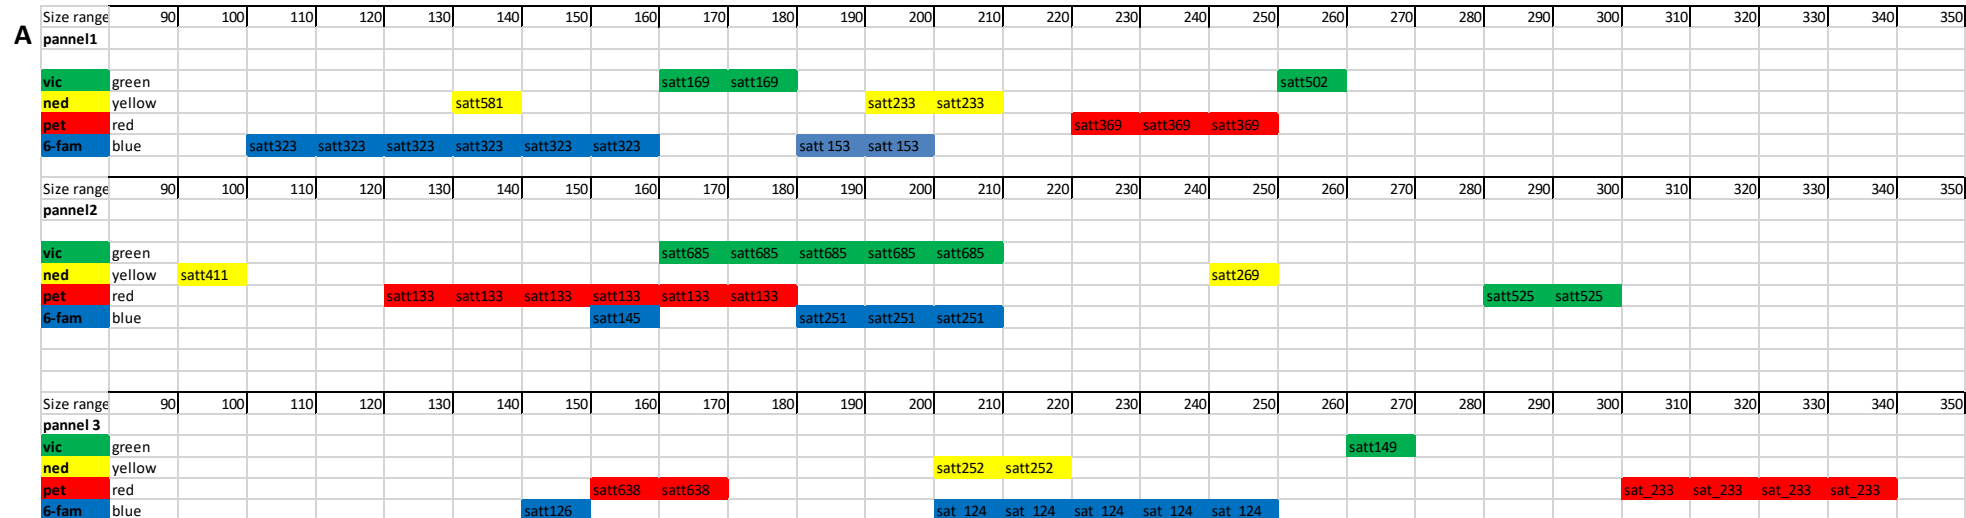 A
Size range 90 100 110 120 130 140 150 160 170 180 190 200 210 220 230 240 250 260 270 280 290 300 310 320 330 340 350
pannel1
vic green satt169 satt169 satt502
ned yellow satt581 satt233 satt233
pet red satt369 satt369 satt369
6-fam blue satt323 satt323 satt323 satt323 satt323 satt323 satt 153 satt 153
Size range 90 100 110 120 130 140 150 160 170 180 190 200 210 220 230 240 250 260 270 280 290 300 310 320 330 340 350
pannel2
vic green satt685 satt685 satt685 satt685 satt685
ned yellow satt411 satt269
pet red satt133 satt133 satt133 satt133 satt133 satt133 satt525 satt525
6-fam blue satt145 satt251 satt251 satt251
Size range 90 100 110 120 130 140 150 160 170 180 190 200 210 220 230 240 250 260 270 280 290 300 310 320 330 340 350
pannel 3
vic green satt149
ned yellow satt252 satt252
pet red satt638 satt638 sat_233 sat_233 sat_233 sat_233
6-fam blue satt126 sat_124 sat_124 sat_124 sat_124 sat_124